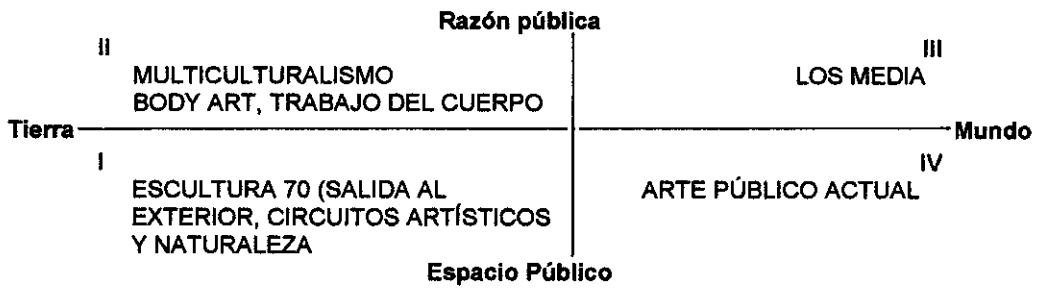 Razón pública
II
III
MULTICULTURALISMO
LOS MEDIA
BODY ART, TRABAJO DEL CUERPO
Tierra
Mundo
I
IV
ESCULTURA 70 (SALIDA AL
ARTE PÚBLICO ACTUAL
EXTERIOR, CIRCUITOS ARTÍSTICOS
Y NATURALEZA
Espacio Público